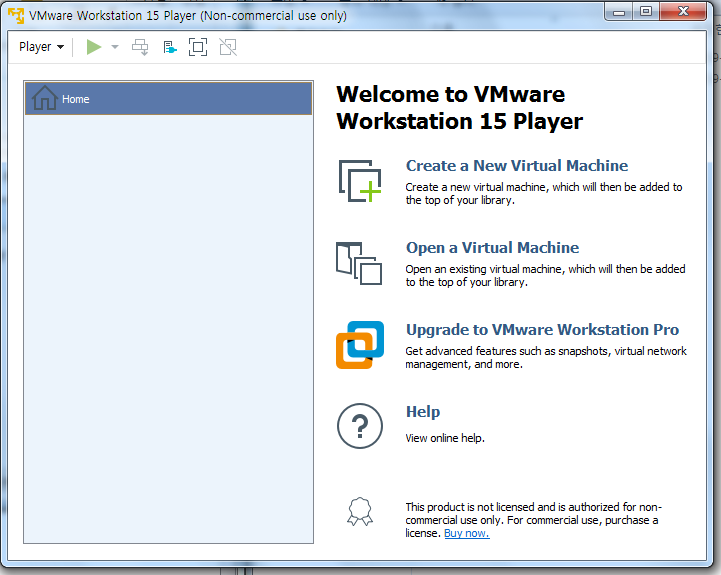 VMware Workstation 15 Player (Non-commercial use only)
Player
Home
Welcome to VMware
Workstation 15 Player
Create a New Virtual Machine
Create a new virtual machine, which will then be added to
the top of your library.
Open a Virtual Machine
Open an existing virtual machine, which will then be added
to the top of your library.
Upgrade to VMware Workstation Pro
Get advanced features such as snapshots, virtual network
management, and more.
?
Help
View online help.
This product is not licensed and is authorized for non-
commercial use only. For commercial use, purchase a
license. Buy now.